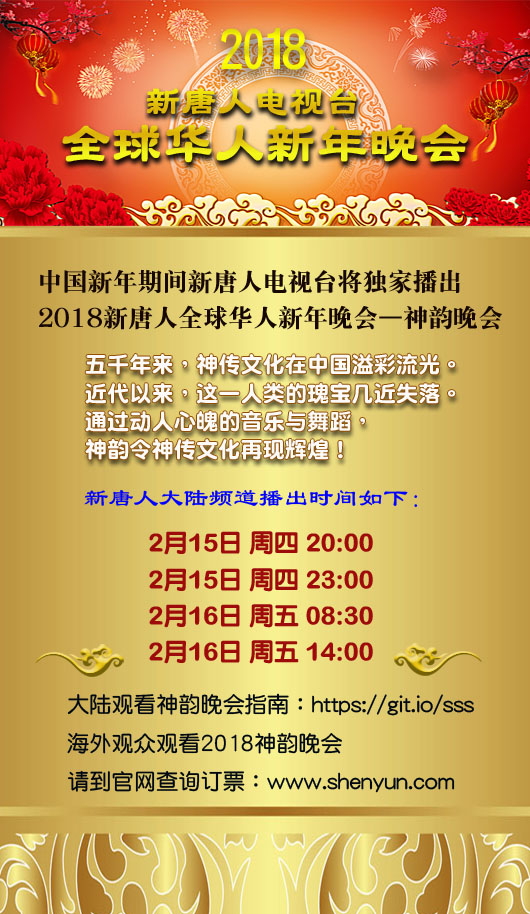 2018
新唐人电视台
全球华人新年晚会
中国新年期间新唐人电视台将独家播出
2018新唐人全球华人新年晚会—神韵晚会
五千年来，神传文化在中国溢彩流光。
近代以来，这一人类的瑰宝几近失落。
通过动人心魄的音乐与舞蹈，
神韵令神传文化再现辉煌！
新唐人大陆频道播出时间如下：
2月15日 周四 20:00
2月15日 周四 23:00
2月16日 周五 08:30
2月16日 周五 14:00
大陆观看神韵晚会指南：https://git.io/sss
海外观众观看2018神韵晚会
请到官网查询订票：www.shenyun.com